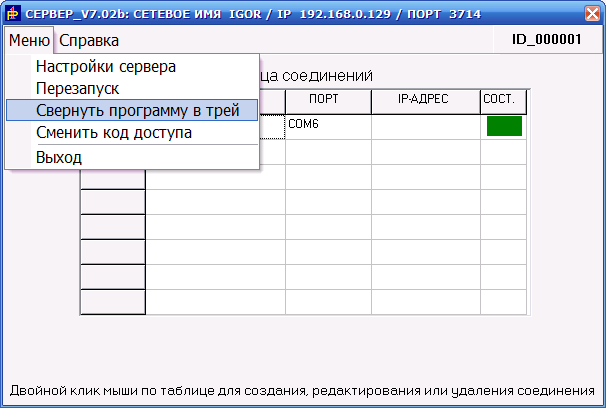 СЕРВЕР_V7.02b: СЕТЕВОЕ ИМЯ IGOR / IP 192.168.0.129 / ПОРТ 3714
Меню Справка ID_000001
Настройки сервера
Перезапуск
Свернуть программу в трей
Сменить код доступа
Выход
ца соединений
ПОРТ IP-АДРЕС СОСТ.
COM6
Двойной клик мыши по таблице для создания, редактирования или удаления соединения